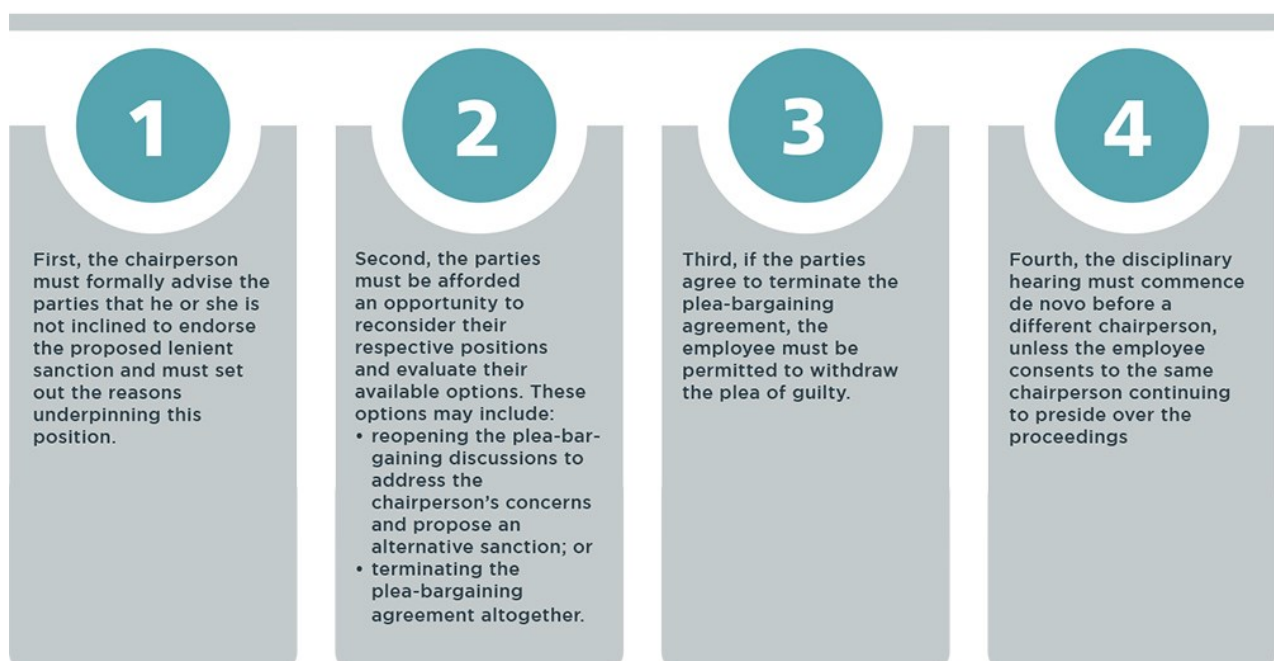 1
First, the chairperson
must formally advise the
parties that he or she is
not inclined to endorse
the proposed lenient
sanction and must set
out the reasons
underpinning this
position.
2
Second, the parties
must be afforded
an opportunity to
reconsider their
respective positions
and evaluate their
available options. These
options may include:
• reopening the plea-bar-
gaining discussions to
address the
chairperson’s concerns
and propose an
alternative sanction; or
• terminating the
plea-bargaining
agreement altogether.
3
Third, if the parties
agree to terminate the
plea-bargaining
agreement, the
employee must be
permitted to withdraw
the plea of guilty.
4
Fourth, the disciplinary
hearing must commence
de novo before a
different chairperson,
unless the employee
consents to the same
chairperson continuing
to preside over the
proceedings